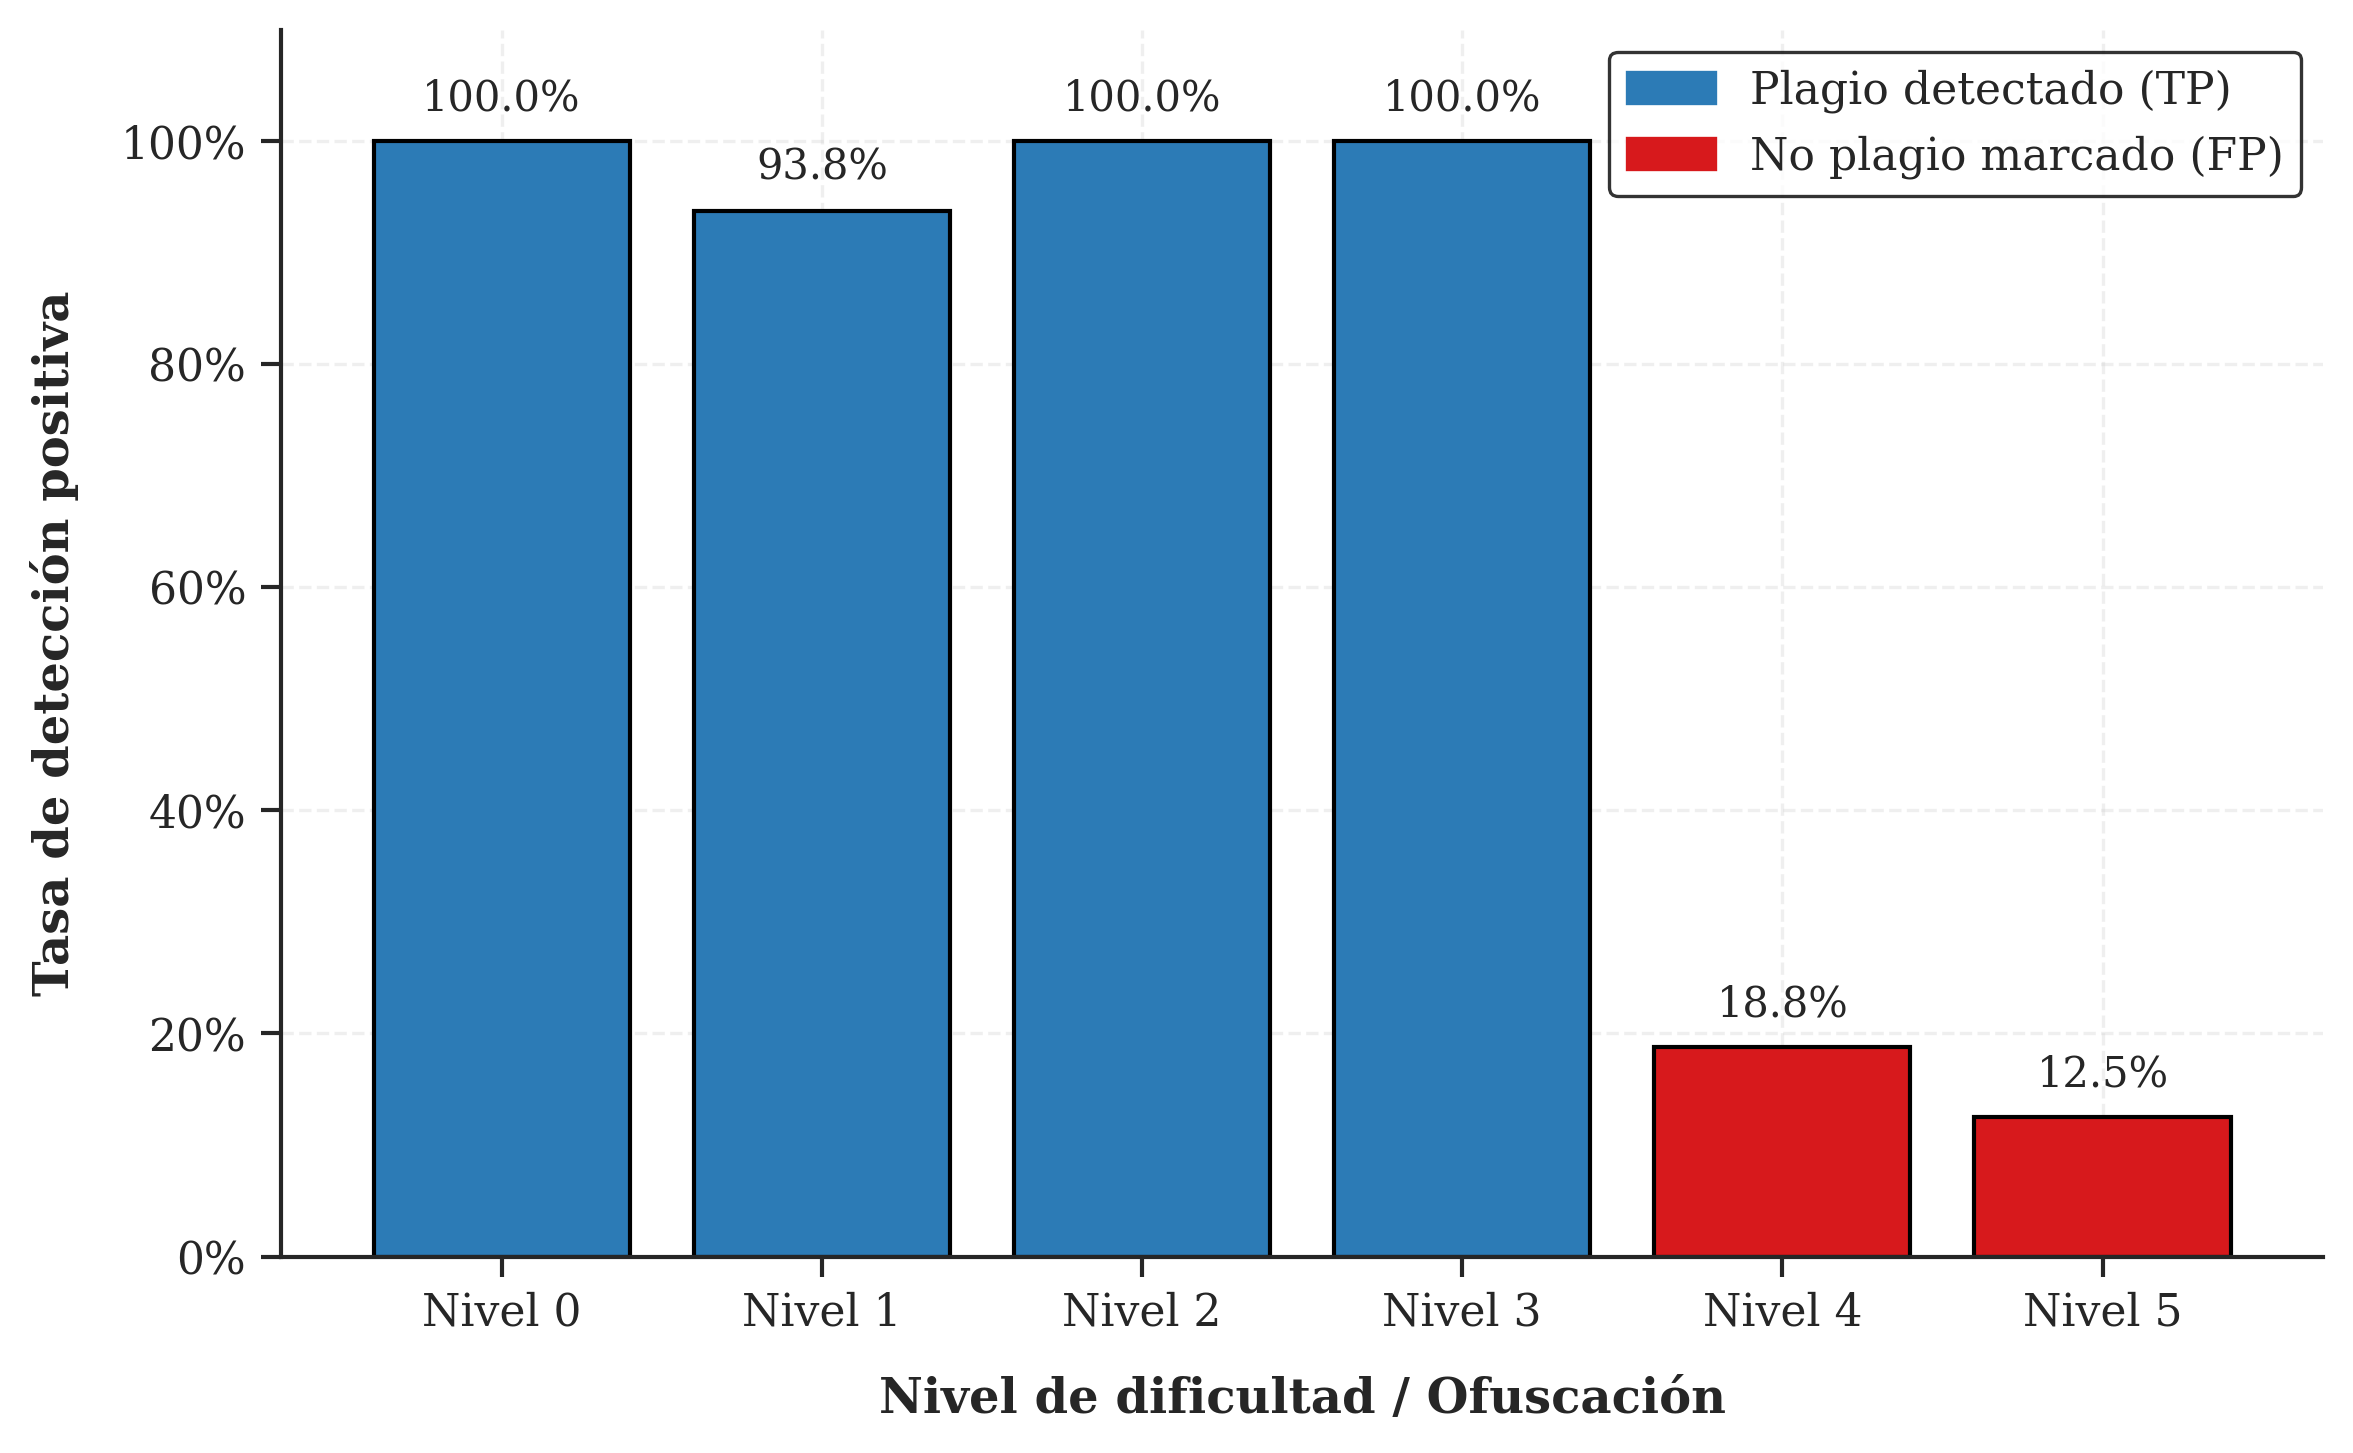 100.0%
93.8%
100.0%
100.0%
18.8%
12.5%
Plagio detectado (TP)
No plagio marcado (FP)
Tasa de detección positiva
100%
80%
60%
40%
20%
0%
Nivel 0
Nivel 1
Nivel 2
Nivel 3
Nivel 4
Nivel 5
Nivel de dificultad / Ofuscación